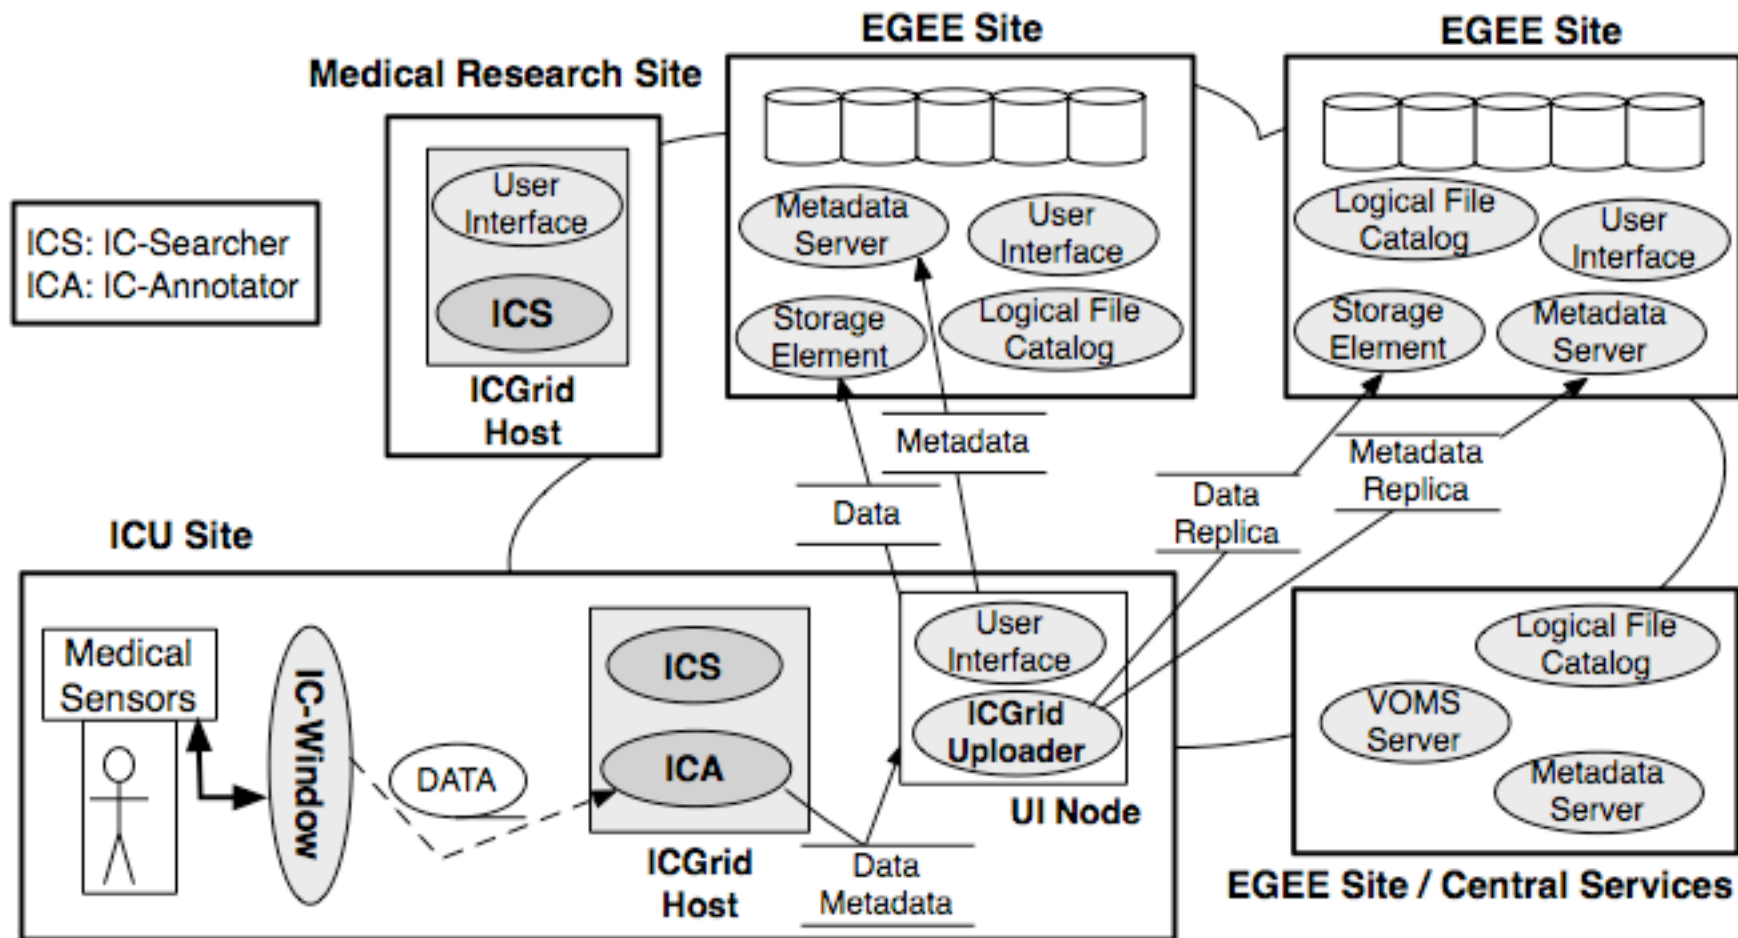 EGEE Site
EGEE Site
Medical Research Site
User
Interface
ICS
ICGrid
Host
ICS: IC-Searcher
ICA: IC-Annotator
Metadata
Server
User
Interface
Storage
Element
Logical File
Catalog
Logical File
Catalog
User
Interface
Storage
Element
Metadata
Server
Metadata
Data
Data
Replica
Metadata
Replica
ICU Site
Medical
Sensors
IC-Window
DATA
ICS
ICA
ICGrid
Host
Data
Metadata
User
Interface
ICGrid
Uploader
UI Node
Logical File
Catalog
VOMS
Server
Metadata
Server
EGEE Site / Central Services